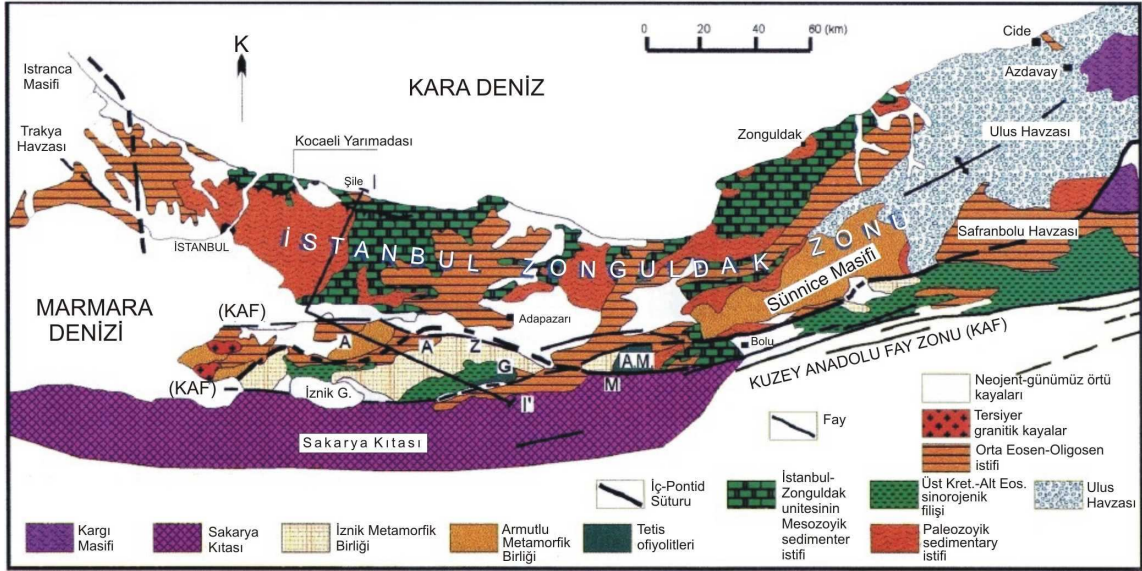 Istranca
Masifi
K
KARA DENİZ
0 20 40 60 (km)
Cide
Azdavay
Trakya
Havzası
Kocaeli Yarımadası
Zonguldak
Ulus Havzası
Şile
I
İSTANBUL
İSTANBUL ZONGULDAK ZONU
Safranbolu Havzası
Sünnice Masifi
MARMARA
DENİZİ
(KAF)
Adapazarı
A A Z
Bolu
G
A.M.
M
(KAF)
İznik G.
I'
KUZEY ANADOLU FAY ZONU (KAF)
Sakarya Kıtası
Fay
Neojent-günümüz örtü
kayaları
Tersiyer
granitik kayalar
Orta Eosen-Oligosen
istifi
İç-Pontid
Süturu
İstanbul-
Zonguldak
unitesinin
Mesozoyik
sedimenter
istifi
Üst Kret.-Alt Eos.
sinorojenik
filişi
Ulus
Havzası
Kargı
Masifi
Sakarya
Kıtası
İznik Metamorfik
Birliği
Armutlu
Metamorfik
Birliği
Tetis
ofiyolitleri
Paleozoyik
sedimentary
istifi